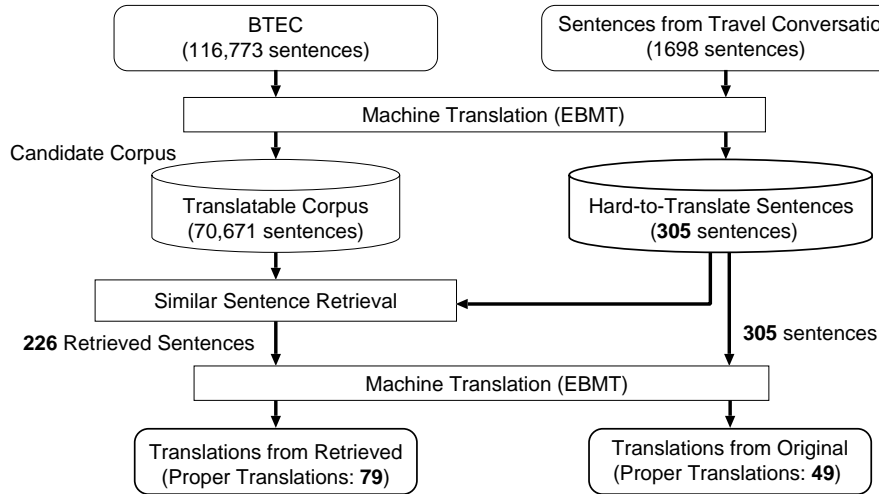 BTEC
(116,773 sentences)
Sentences from Travel Conversatio
(1698 sentences)
Machine Translation (EBMT)
Candidate Corpus
Translatable Corpus
(70,671 sentences)
Hard-to-Translate Sentences
(305 sentences)
Similar Sentence Retrieval
226 Retrieved Sentences
305 sentences
Machine Translation (EBMT)
Translations from Retrieved
(Proper Translations: 79)
Translations from Original
(Proper Translations: 49)